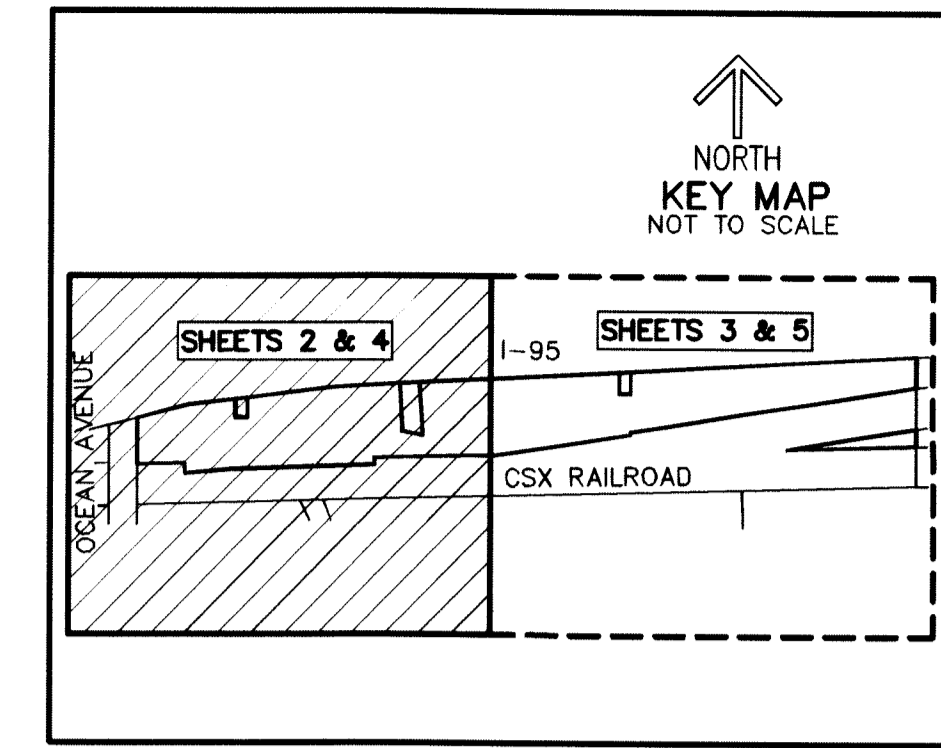 NORTH
KEY MAP
NOT TO SCALE
SHEETS 2 & 4
SHEETS 3 & 5
I-95
OCEAN AVENUE
CSX RAILROAD